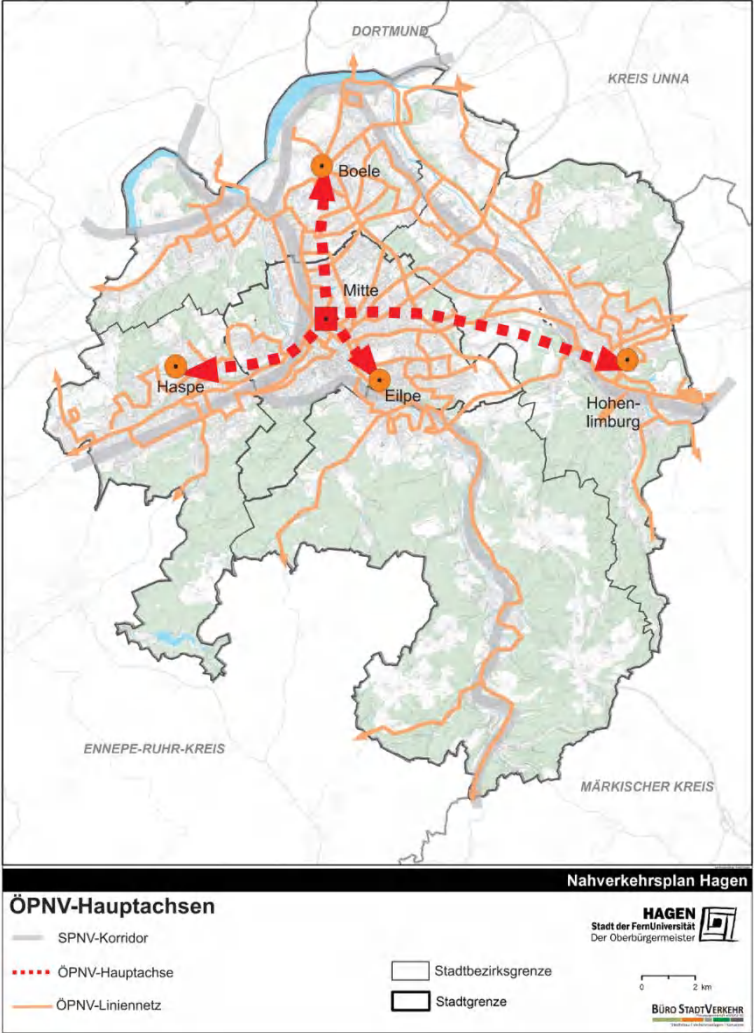 DORTMUND
KREIS UNNA
Boele
Mitte
Haspe
Eilpe
Hohen-
limburg
ENNEPE-RUHR-KREIS
MÄRKISCHER KREIS
Nahverkehrsplan Hagen
ÖPNV-Hauptachsen
SPNV-Korridor
ÖPNV-Hauptachse
ÖPNV-Liniennetz
Stadtbezirksgrenze
Stadtgrenze
HAGEN
Stadt der FernUniversität
Der Oberbürgermeister
0 2 km
BÜRO STADTVERKEHR